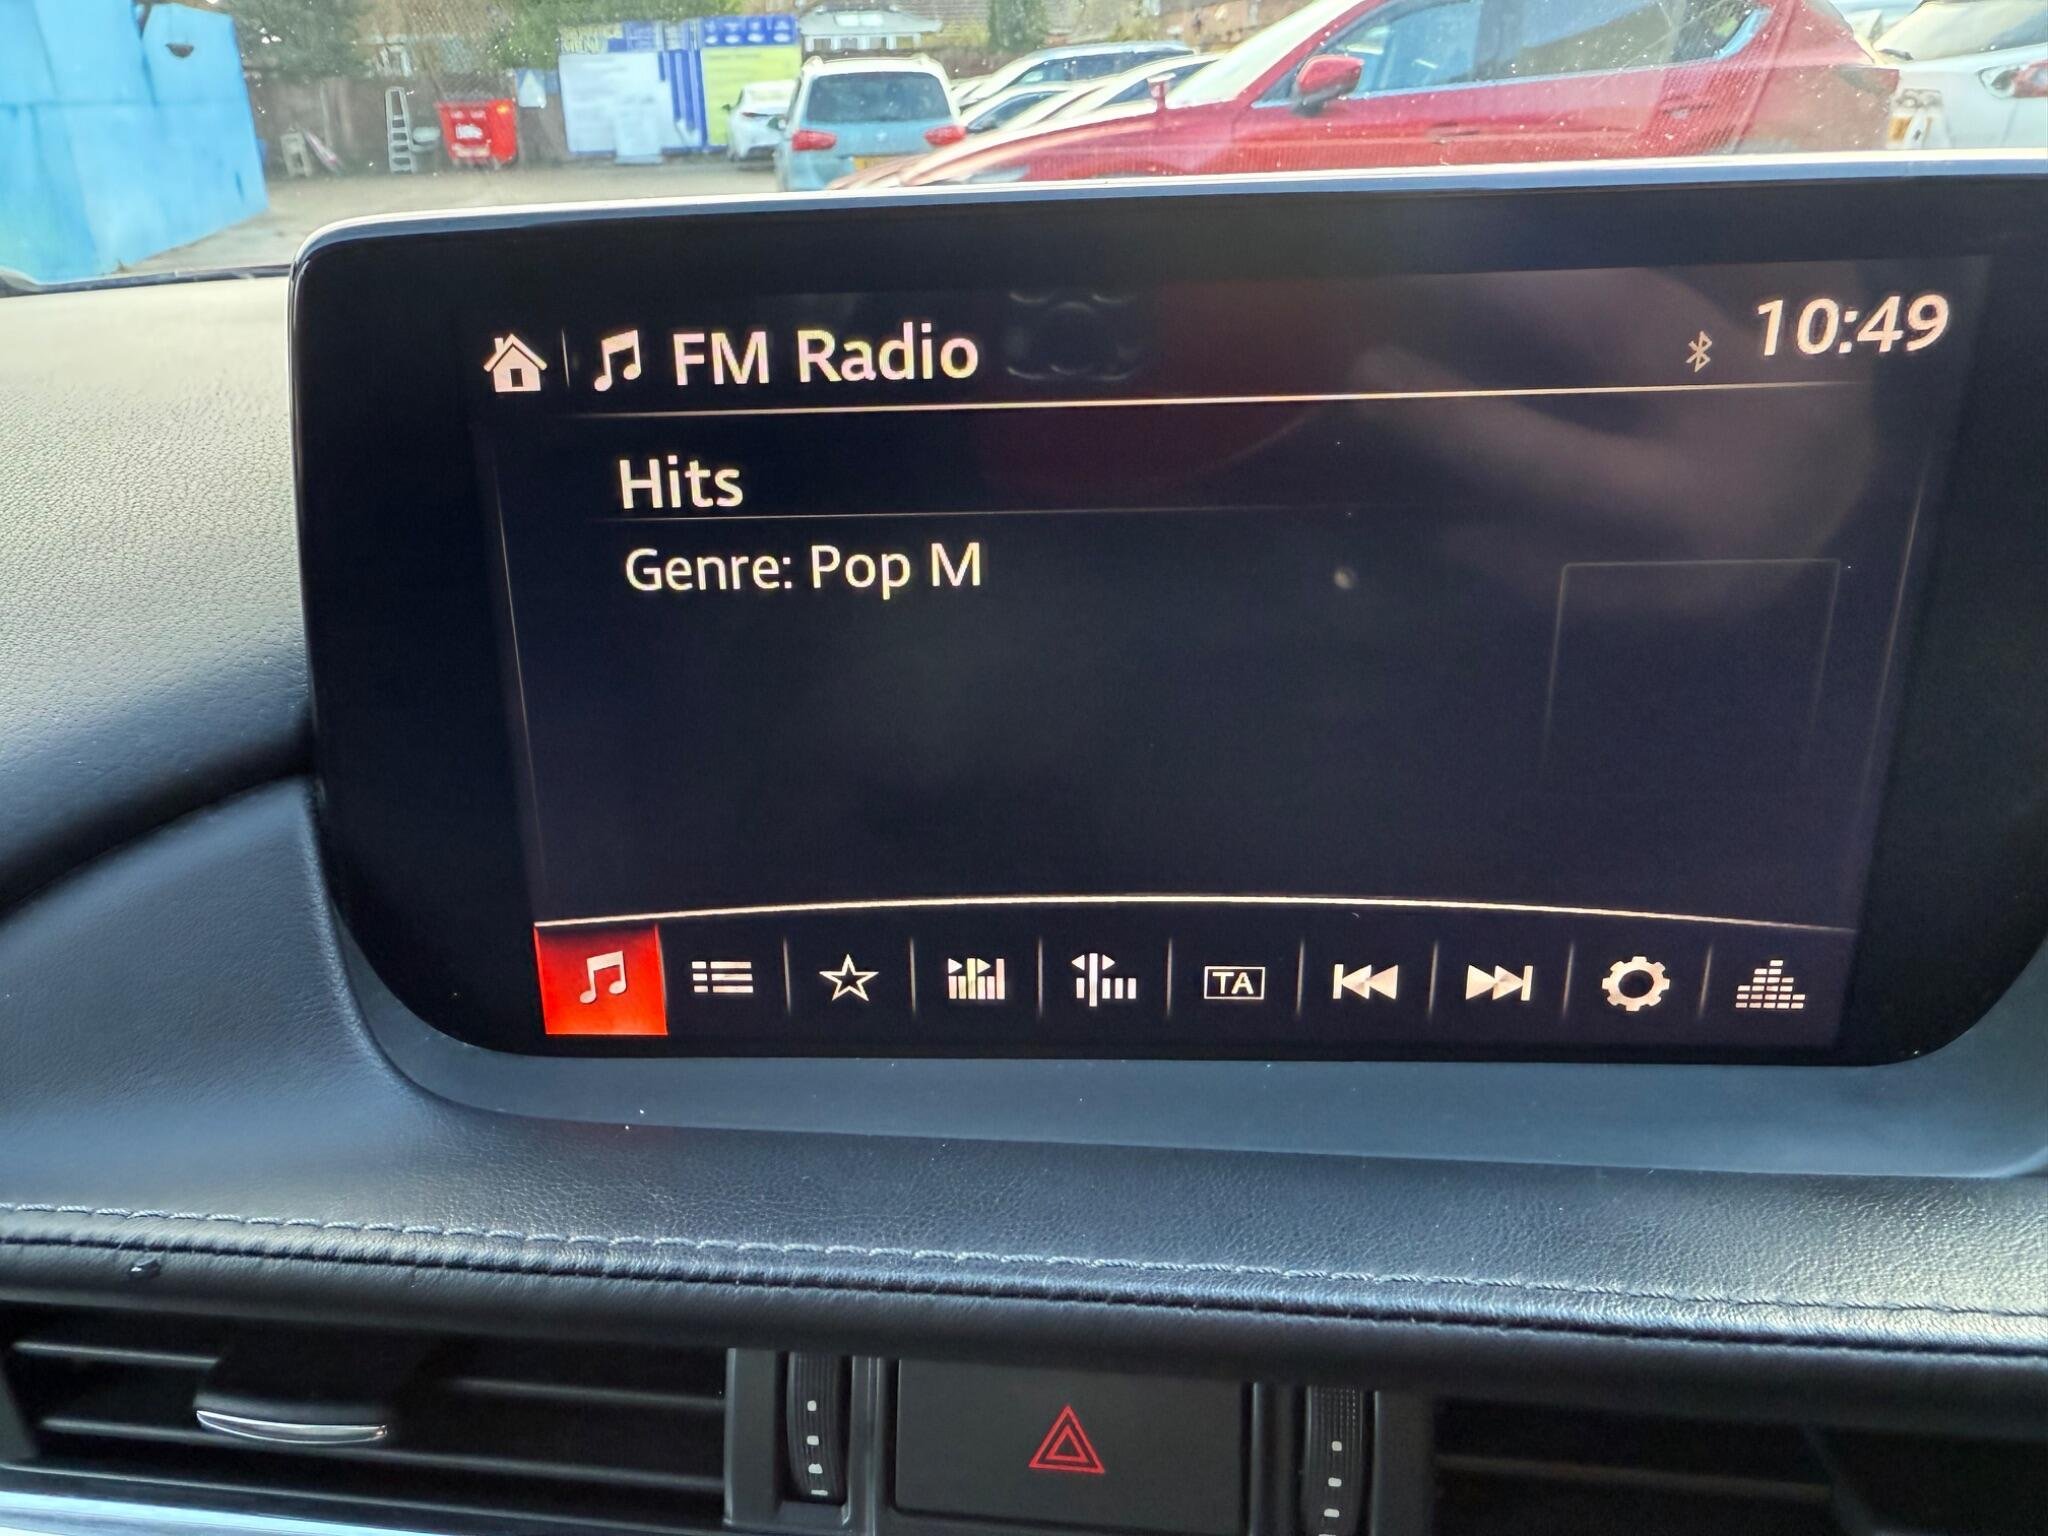 FM Radio
10:49
Hits
Genre: Pop M
TA